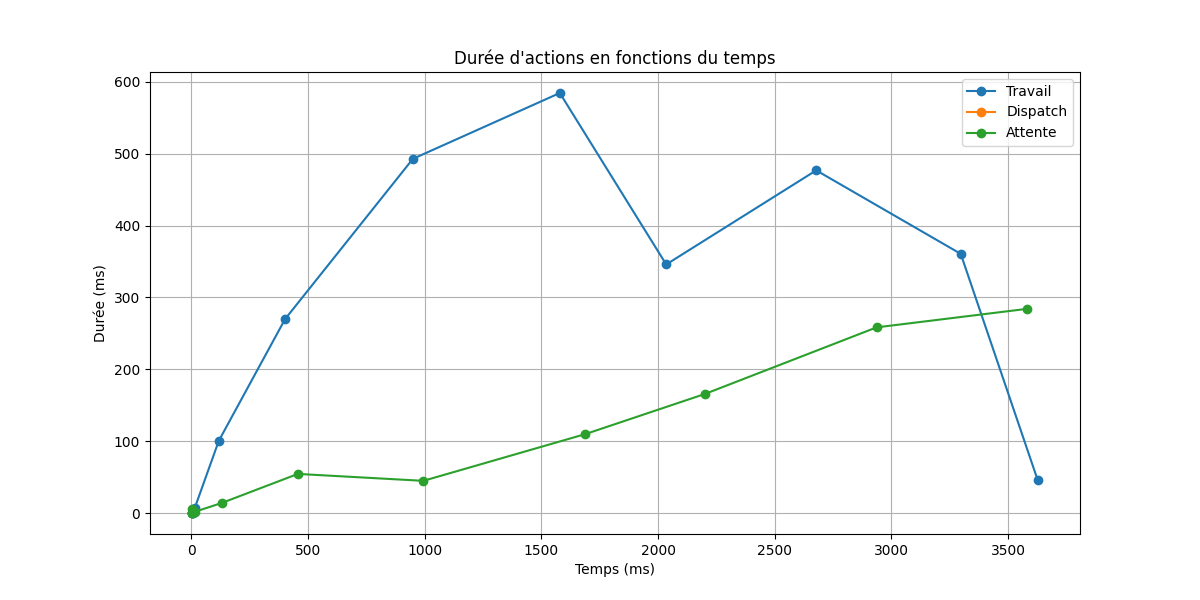 Durée d'actions en fonctions du temps
Travail
Dispatch
Attente
600
500
400
300
200
100
0
Durée (ms)
0 500 1000 1500 2000 2500 3000 3500
Temps (ms)